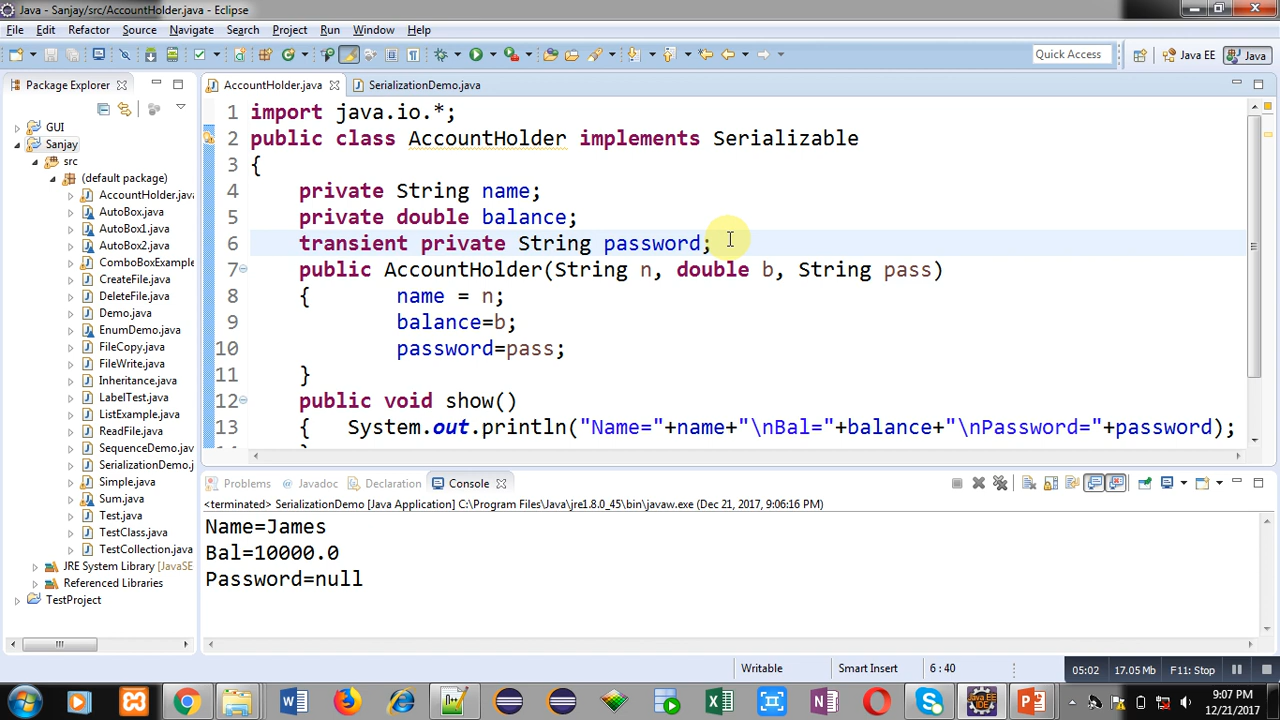 Java - Sanjay/src/AccountHolder.java - Eclipse
File Edit Refactor Source Navigate Search Project Run Window Help
Quick Access Java EE Java
Package Explorer
GUI
Sanjay
src
(default package)
AccountHolder.java
AutoBox.java
AutoBox1.java
AutoBox2.java
ComboBoxExample
CreateFile.java
DeleteFile.java
Demo.java
EnumDemo.java
FileCopy.java
FileWrite.java
Inheritance.java
LabelTest.java
ListExample.java
ReadFile.java
SequenceDemo.jav
SerializationDemo.j
Simple.java
Sum.java
Test.java
TestClass.java
TestCollection.java
JRE System Library [JavaSE
Referenced Libraries
TestProject
AccountHolder.java SerializationDemo.java
1 import java.io.*;
2 public class AccountHolder implements Serializable
3 {
4 private String name;
5 private double balance;
6 transient private String password;
7 public AccountHolder(String n, double b, String pass)
8 { name = n;
9 balance=b;
10 password=pass;
11 }
12 public void show()
13 { System.out.println("Name="+name+"\nBal="+balance+"\nPassword="+password);
Problems Javadoc Declaration Console
<terminated> SerializationDemo [Java Application] C:\Program Files\Java\jre1.8.0_45\bin\javaw.exe (Dec 21, 2017, 9:06:16 PM)
Name=James
Bal=10000.0
Password=null
Writable Smart Insert 6 : 40
05:02 17.05 Mb F11: Stop
9:07 PM
12/21/2017